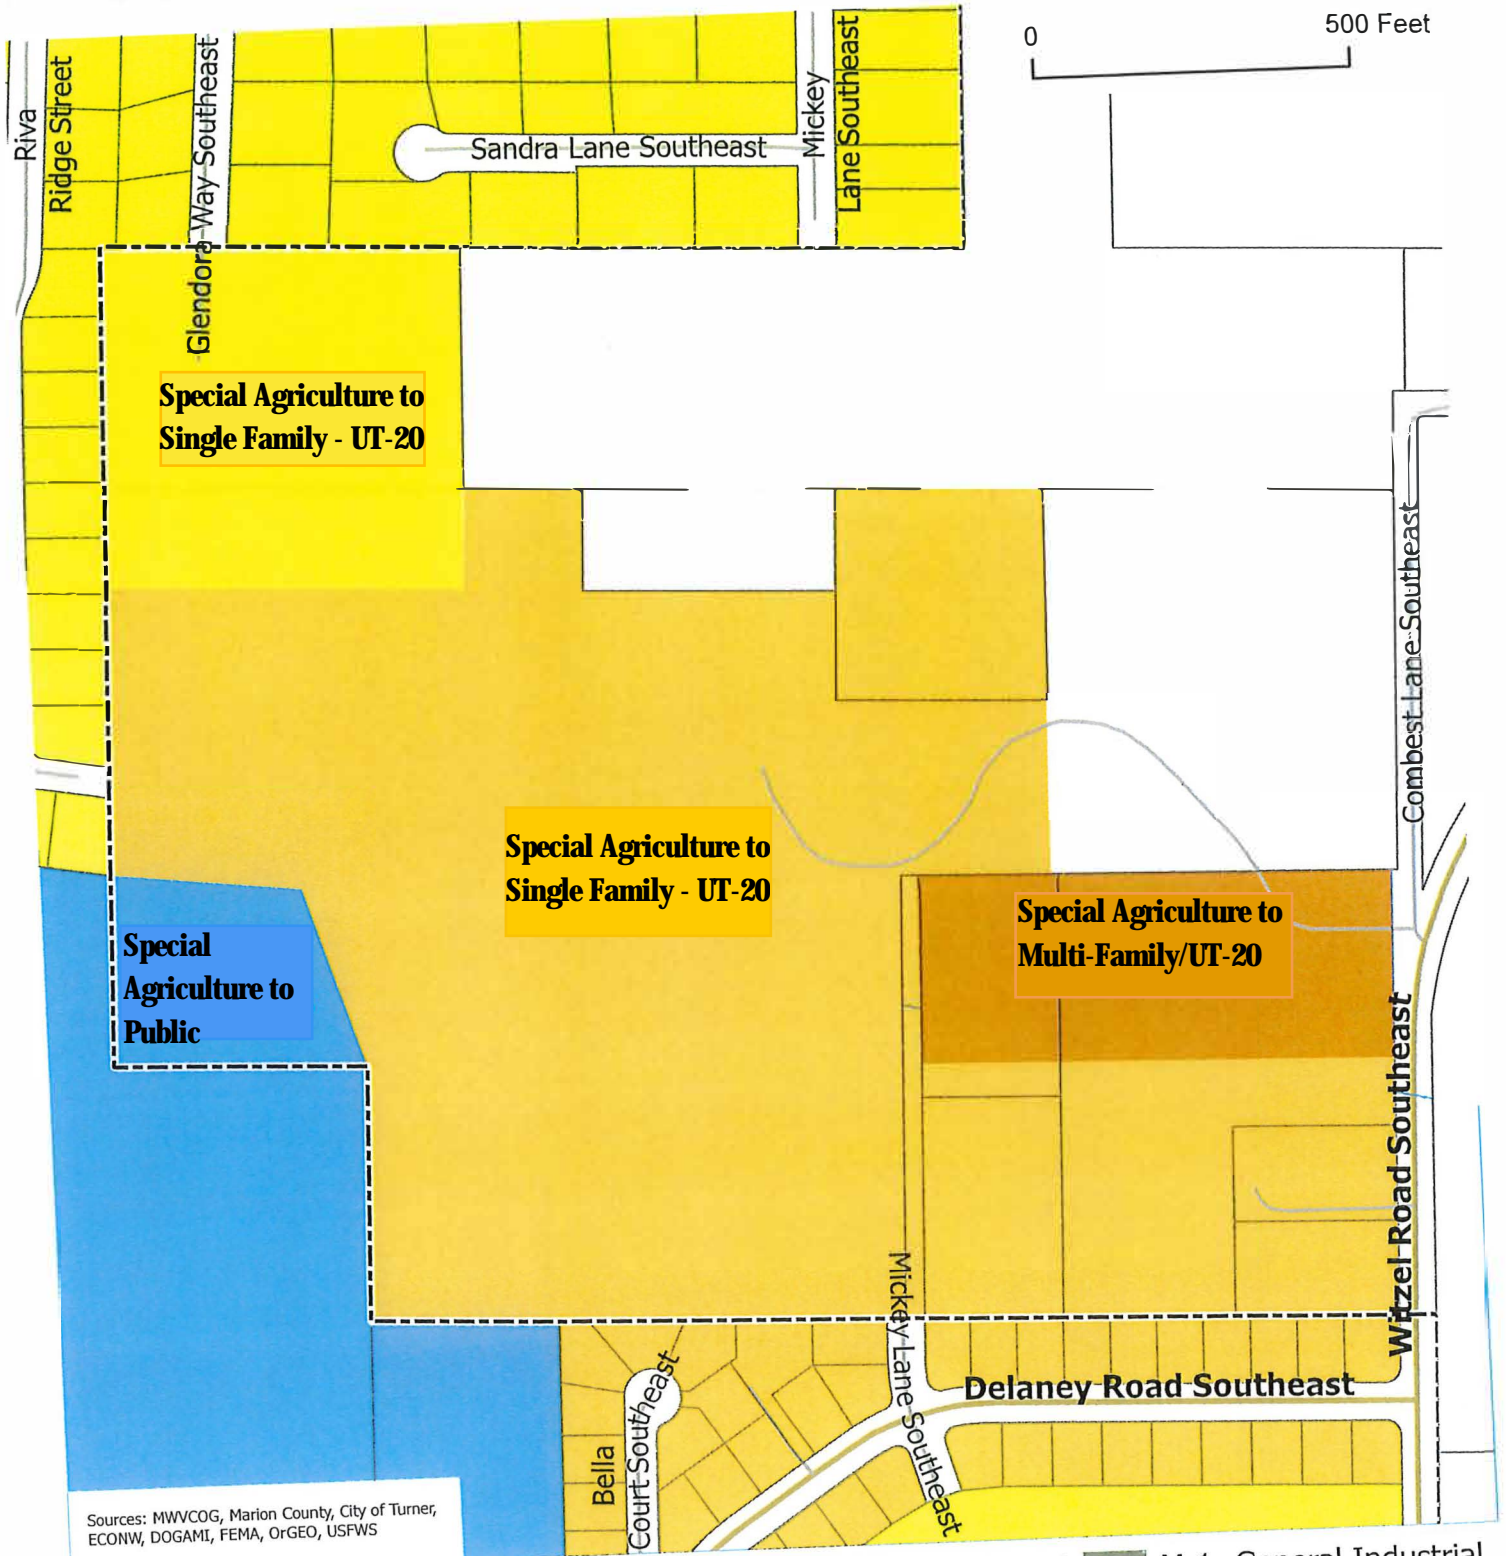 0
500 Feet
Riva
Ridge Street
Glendora Way Southeast
Sandra Lane Southeast
Mickey
Lane Southeast
Special Agriculture to
Single Family - UT-20
Combest Lane Southeast
Special Agriculture to
Single Family - UT-20
Special Agriculture to
Multi-Family/UT-20
Special
Agriculture to
Public
Witzel Road Southeast
Mickey Lane Southeast
Delaney Road Southeast
Bella
Court Southeast
Sources: MWVCOG, Marion County, City of Turner,
ECONW, DOGAMI, FEMA, OrGEO, USFWS
General Industrial